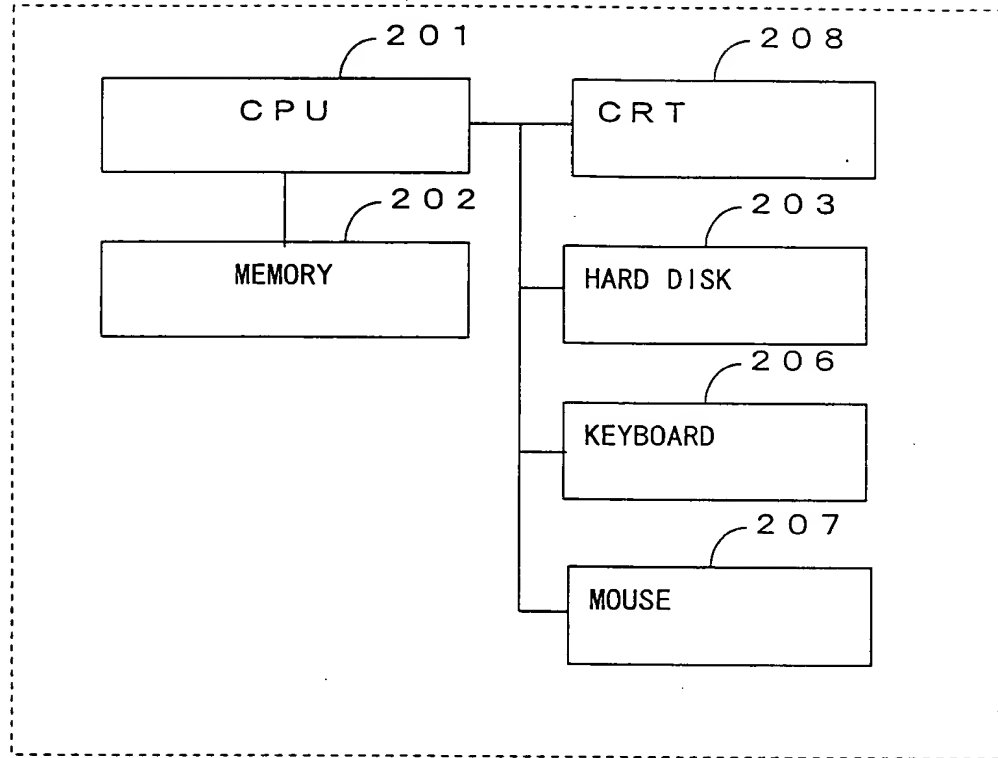 201
CPU
208
CRT
202
MEMORY
203
HARD DISK
206
KEYBOARD
207
MOUSE